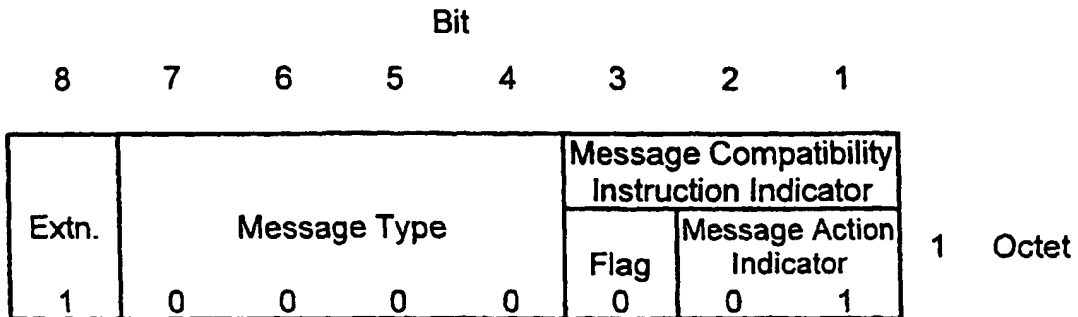 Bit
8 7 6 5 4 3 2 1
Message Compatibility
Instruction Indicator
Extn. Message Type Flag Message Action
Indicator
1 Octet
1 0 0 0 0 0 0 1